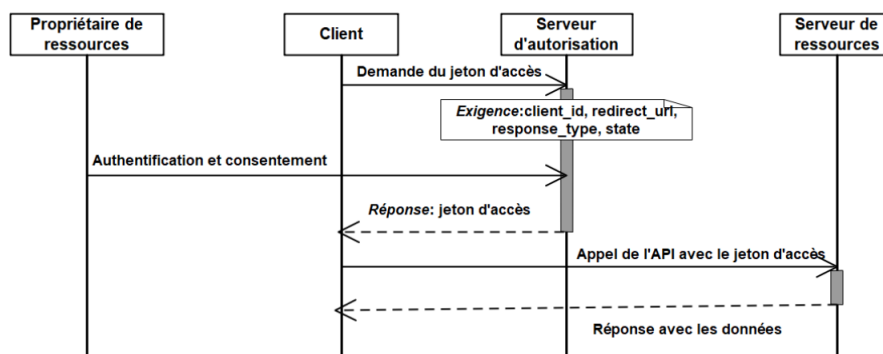 Propriétaire de
ressources
Client
Serveur
d'autorisation
Serveur de
ressources
Demande du jeton d'accès
Exigence:client_id, redirect_url,
response_type, state
Authentification et consentement
Réponse: jeton d'accès
Appel de l'API avec le jeton d'accès
Réponse avec les données